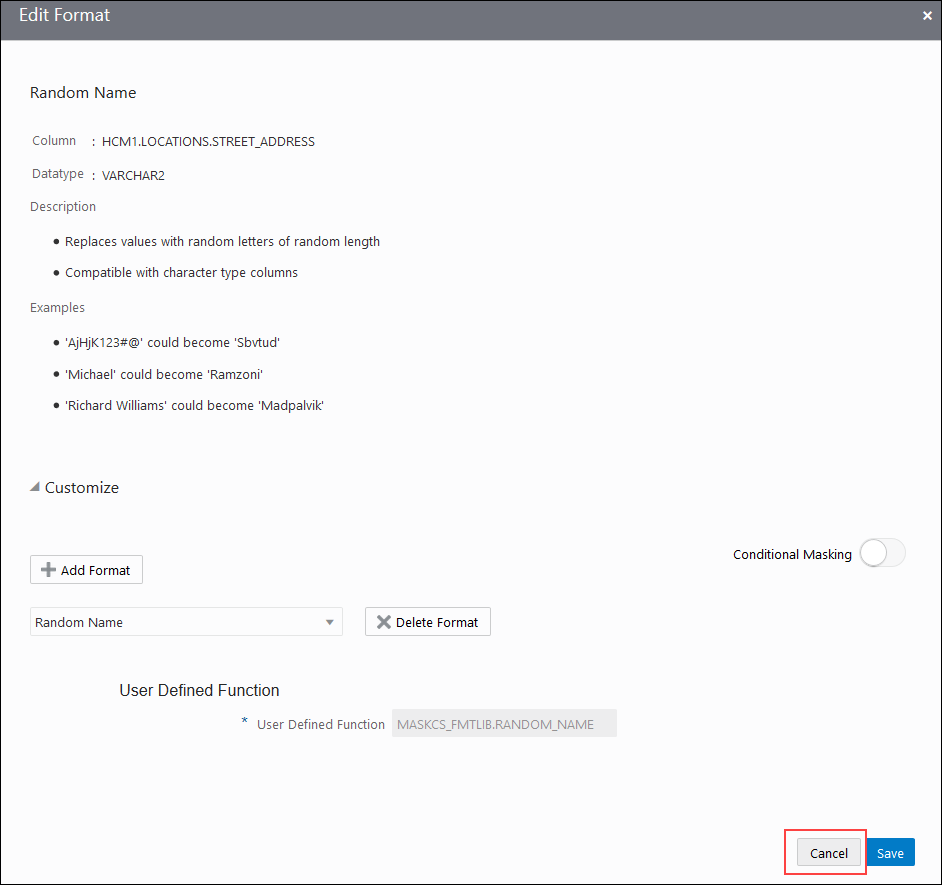 Edit Format
×
Random Name
Column : HCM1.LOCATIONS.STREET_ADDRESS
Datatype : VARCHAR2
Description
• Replaces values with random letters of random length
• Compatible with character type columns
Examples
• 'AjHjK123#@' could become 'Sbvtud'
• 'Michael' could become 'Ramzoni'
• 'Richard Williams' could become 'Madpalvik'
Customize
Conditional Masking
Add Format
Random Name
Delete Format
User Defined Function
* User Defined Function MASKCS_FMTLIB.RANDOM_NAME
Cancel Save